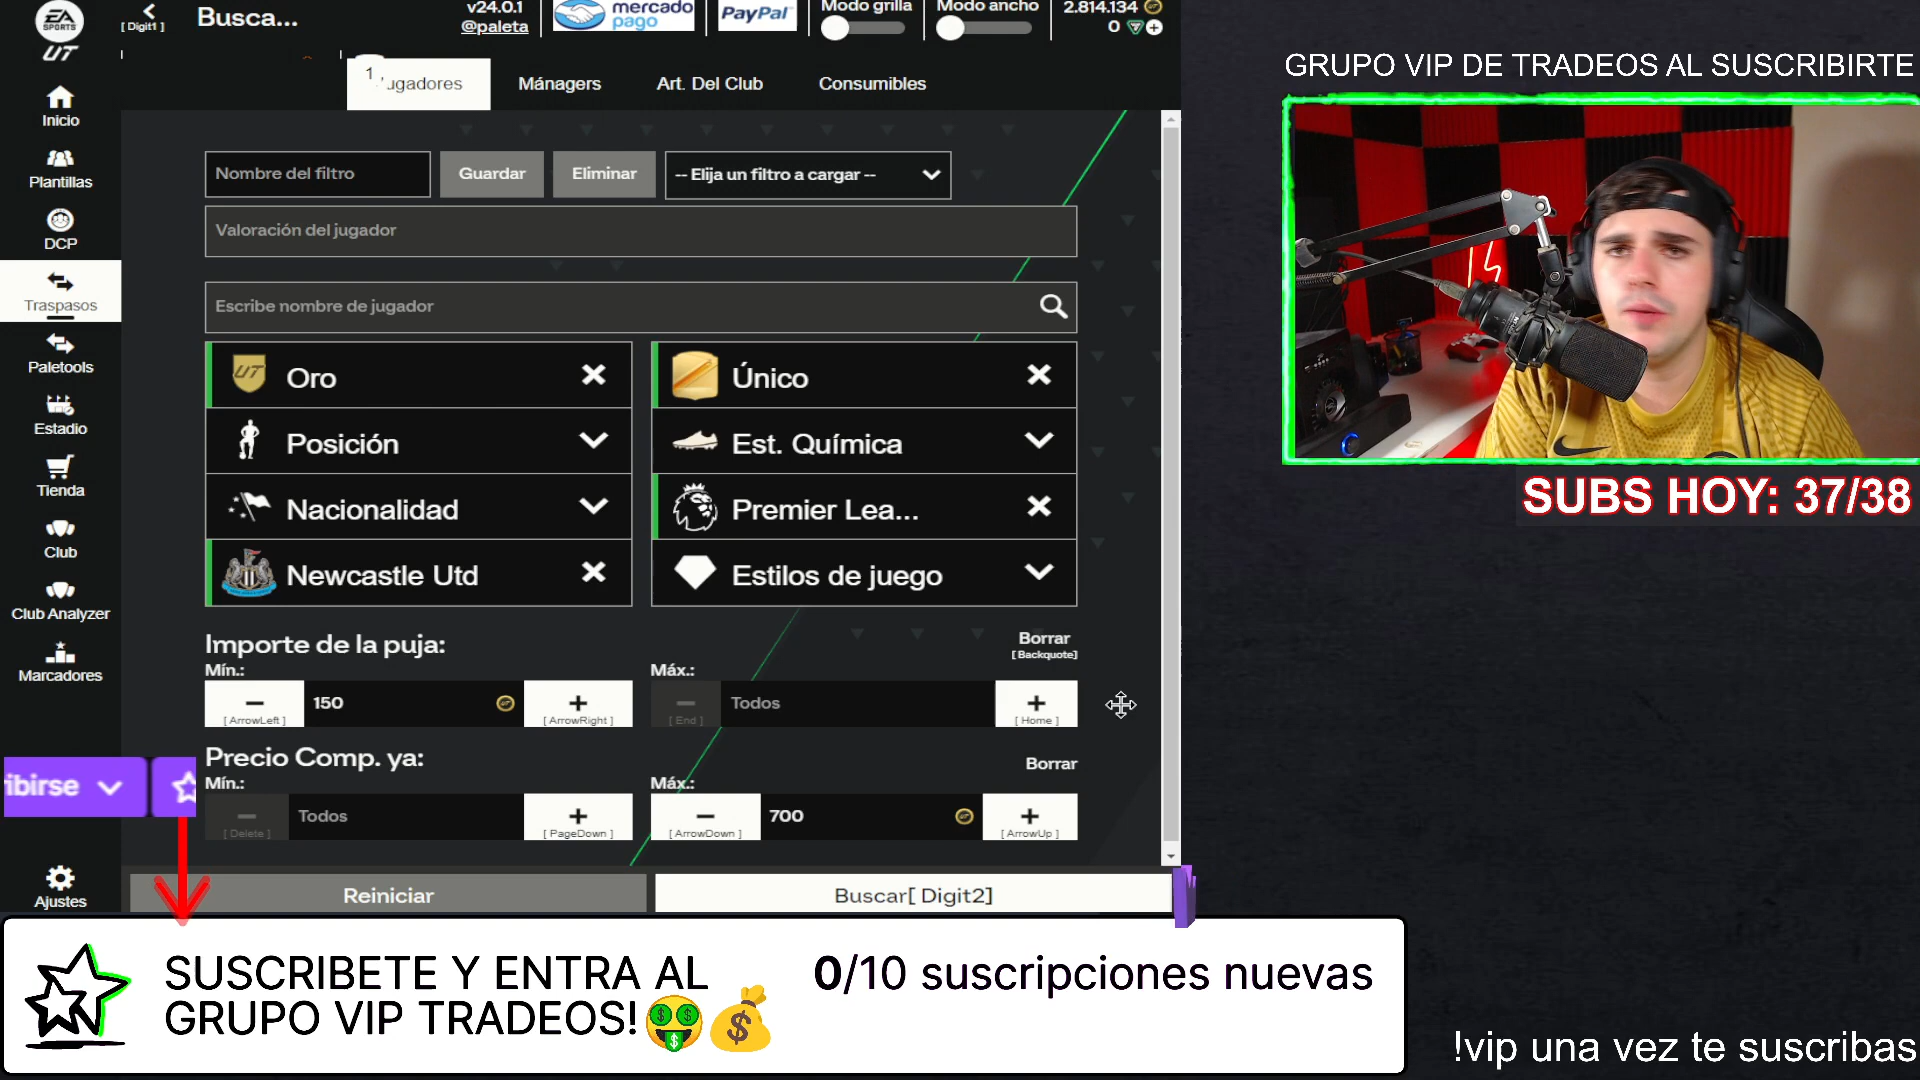 EA SPORTS
UT
[ Digit1 ]
Busca...
v24.0.1
@paleta
mercado pago
PayPal
Modo grilla
Modo ancho
2.814.134
0
1
ugadores
Mánagers
Art. Del Club
Consumibles
Inicio
Plantillas
DCP
Traspasos
Paletools
Estadio
Tienda
Club
Club Analyzer
Marcadores
Ajustes
Nombre del filtro
Guardar
Eliminar
-- Elija un filtro a cargar --
Valoración del jugador
Escribe nombre de jugador
UT
Oro
Único
Posición
Est. Química
Nacionalidad
Premier Lea...
Newcastle Utd
Estilos de juego
Importe de la puja:
Borrar
[ Backquote]
Mín.:
Máx.:
[ ArrowLeft ]
150
[ ArrowRight ]
[ End ]
Todos
[ Home ]
Precio Comp. ya:
Borrar
Mín.:
Máx.:
[ Delete ]
Todos
[ PageDown ]
[ ArrowDown ]
700
[ ArrowUp ]
Reiniciar
Buscar[ Digit2]
ribirse
SUSCRIBETE Y ENTRA AL
GRUPO VIP TRADEOS!
0/10 suscripciones nuevas
GRUPO VIP DE TRADEOS AL SUSCRIBIRTE
SUBS HOY: 37/38
!vip una vez te suscribas